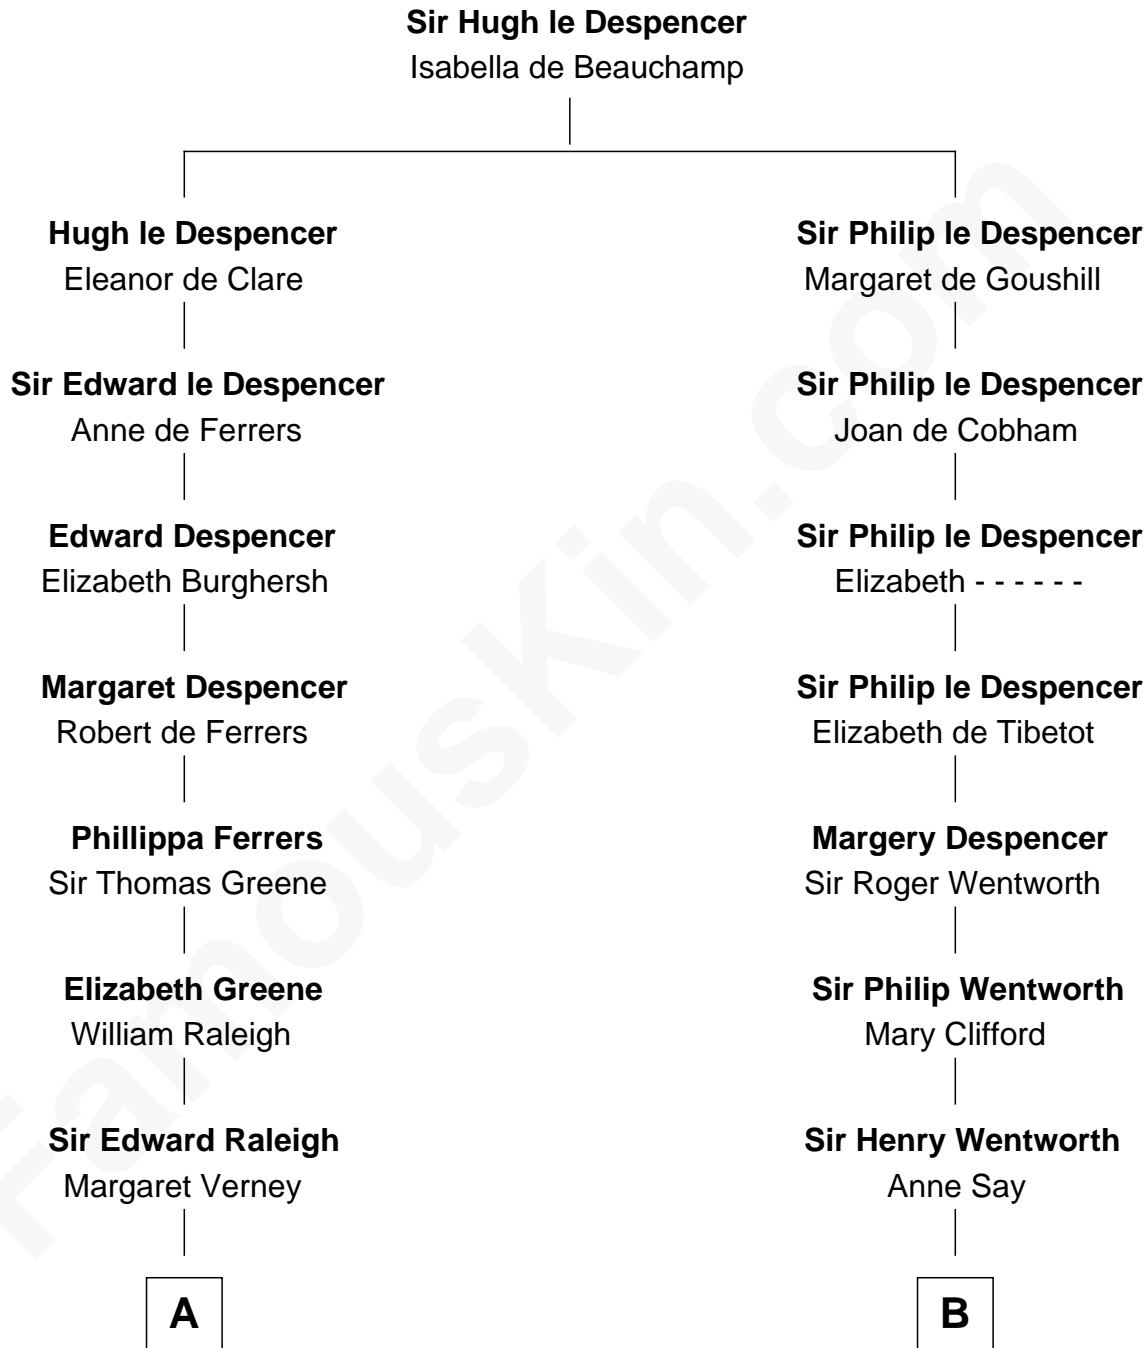 Sir Hugh le Despencer
Isabella de Beauchamp
Hugh le Despencer
Eleanor de Clare
Sir Philip le Despencer
Margaret de Goushill
Sir Edward le Despencer
Anne de Ferrers
Sir Philip le Despencer
Joan de Cobham
Edward Despencer
Elizabeth Burghersh
Sir Philip le Despencer
Elizabeth - - - - - -
Margaret Despencer
Robert de Ferrers
Sir Philip le Despencer
Elizabeth de Tibetot
Phillippa Ferrers
Sir Thomas Greene
Margery Despencer
Sir Roger Wentworth
Elizabeth Greene
William Raleigh
Sir Philip Wentworth
Mary Clifford
Sir Edward Raleigh
Margaret Verney
Sir Henry Wentworth
Anne Say
A
B
FamousKin.com